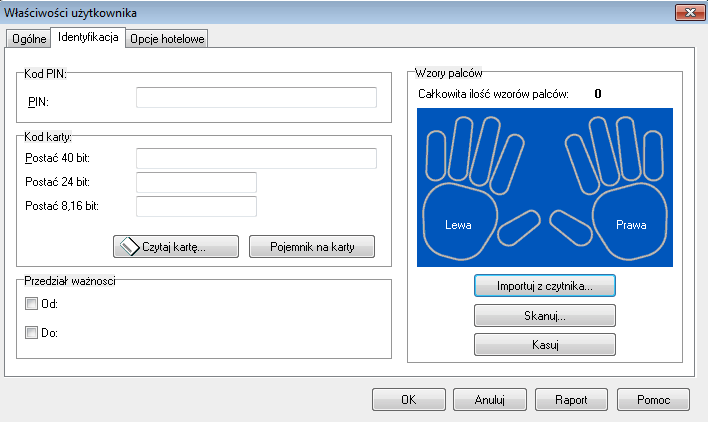 Właściwości użytkownika
Ogólne Identyfikacja Opcje hotelowe
Kod PIN:
PIN:
Kod karty:
Postać 40 bit:
Postać 24 bit:
Postać 8,16 bit:
Czytaj kartę... Pojemnik na karty
Przedział ważnosci
Od:
Do:
Wzory palców
Całkowita ilość wzorów palców: 0
Lewa Prawa
Importuj z czytnika...
Skanuj...
Kasuj
OK Anuluj Raport Pomoc